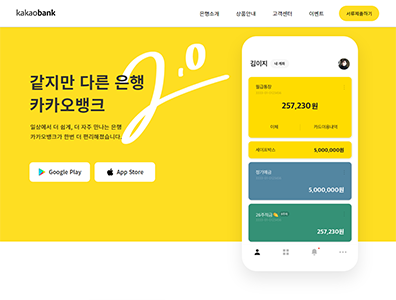 kakaobank
은행소개 상품안내 고객센터 이벤트 서류제출하기
같지만 다른 은행
카카오뱅크
2.0
일상에서 더 쉽게, 더 자주 만나는 은행
카카오뱅크가 한번 더 편리해졌습니다.
Google Play
App Store
김이지 내 계좌
월급통장
257,230 원
이체 카드이용내역
세이프박스 5,000,000원
정기예금
5,000,000원
26주적금
257,230원